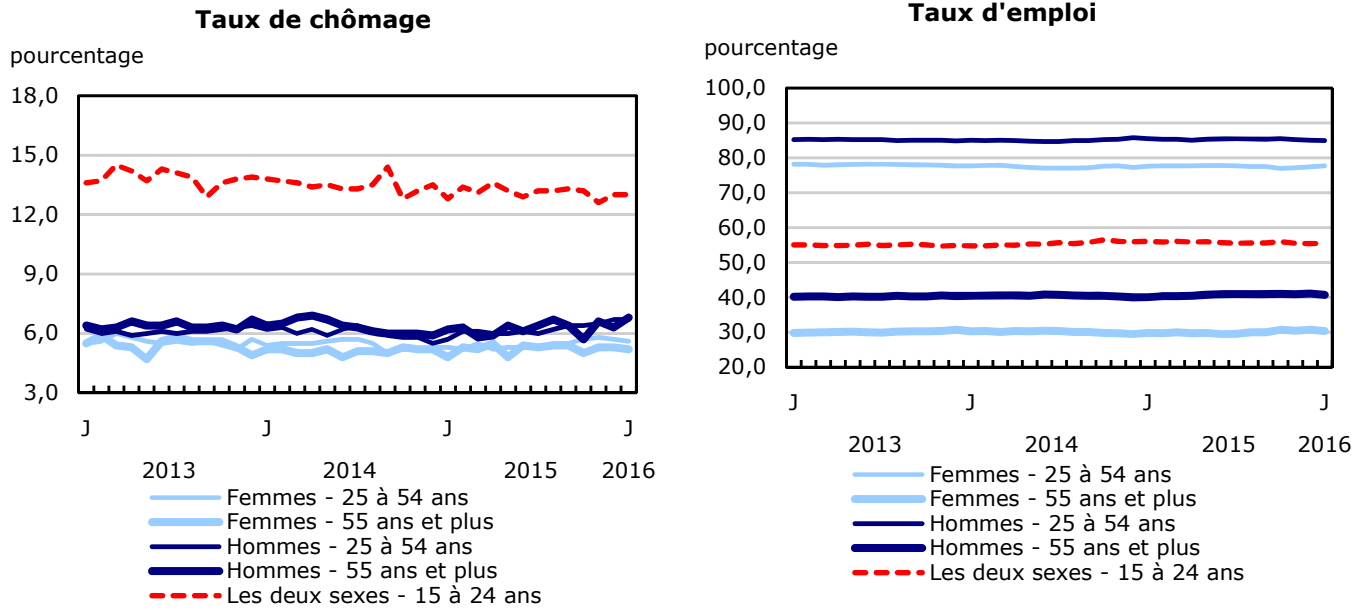 Taux de chômage
pourcentage
18,0
15,0
12,0
9,0
6,0
3,0
J J J J
2013 2014 2015 2016
Femmes - 25 à 54 ans
Femmes - 55 ans et plus
Hommes - 25 à 54 ans
Hommes - 55 ans et plus
Les deux sexes - 15 à 24 ans
Taux d'emploi
pourcentage
100,0
90,0
80,0
70,0
60,0
50,0
40,0
30,0
20,0
J J J J
2013 2014 2015 2016
Femmes - 25 à 54 ans
Femmes - 55 ans et plus
Hommes - 25 à 54 ans
Hommes - 55 ans et plus
Les deux sexes - 15 à 24 ans